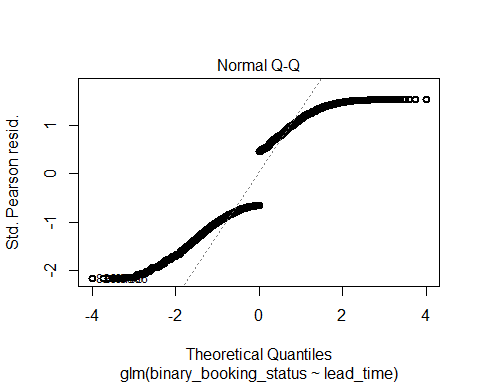 Normal Q-Q
Std. Pearson resid.
1
0
-1
-2
-4
-2
0
2
4
Theoretical Quantiles
glm(binary_booking_status ~ lead_time)